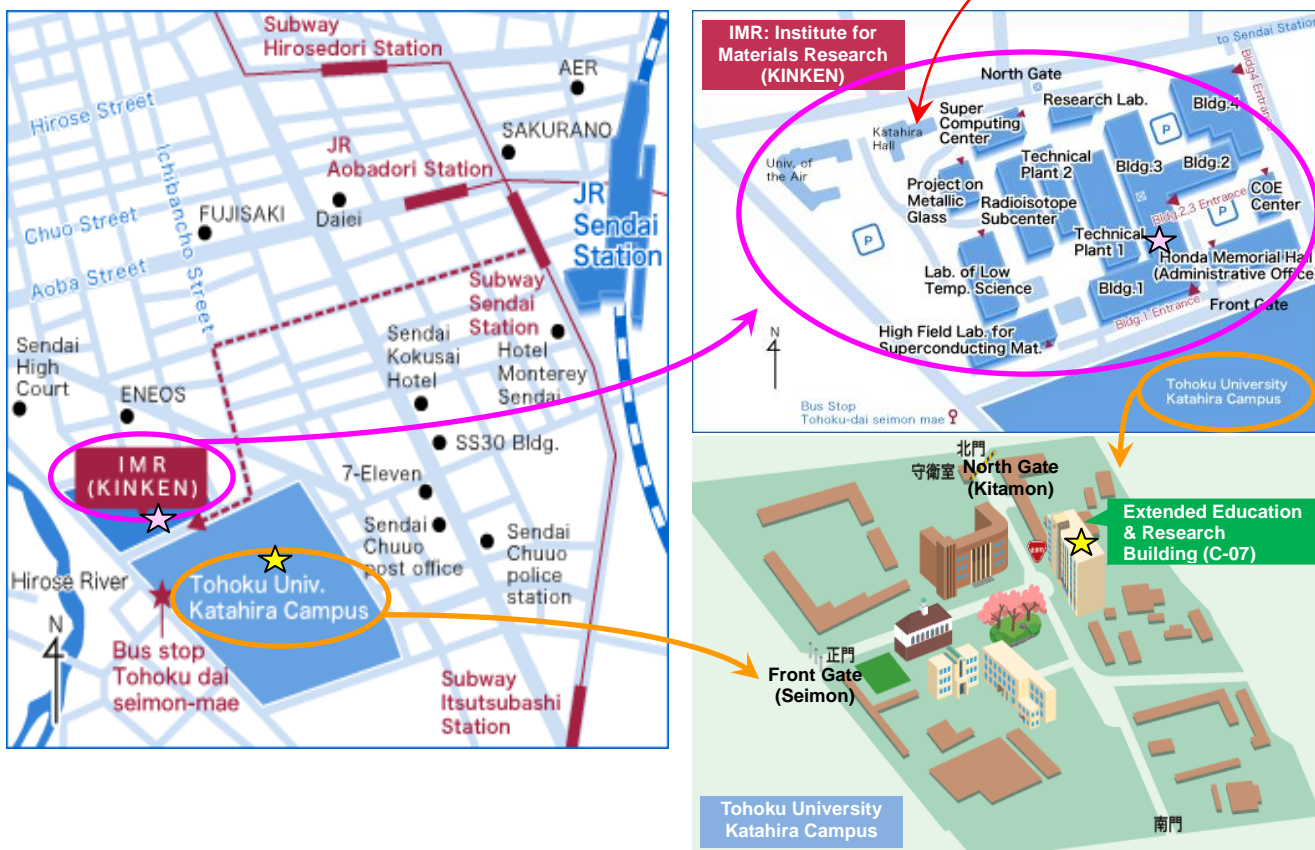 Subway
Hirosedori Station
AER
Hirose Street
SAKURANO
JR
Aobadori Station
Ichibancho Street
JR
Sendai
Station
FUJISAKI
Daiei
Chuo Street
Aoba Street
Subway
Sendai
Station
Sendai
High
Court
Sendai
Kokusai
Hotel
Hotel
Monterey
Sendai
ENEOS
SS30 Bldg.
IMR
(KINKEN)
7-Eleven
Sendai
Chuuo
post office
Sendai
Chuuo
police
station
Hirose River
Tohoku Univ.
Katahira Campus
N
Bus stop
Tohoku dai
seimon-mae
Subway
Itsutsubashi
Station
IMR: Institute for
Materials Research
(KINKEN)
to Sendai Station
North Gate
Bldg4 Entrance
Research Lab.
Bldg.4
Super
Computing
Center
Katahira
Hall
P
Univ. of
the Air
Technical
Plant 2
Bldg.3
Bldg.2
Project on
Metallic
Glass
Radioisotope
Subcenter
COE
Center
Bldg.2,3 Entrance
P
P
Technical
Plant 1
Honda Memorial Hall
(Administrative Office)
Lab. of Low
Temp. Science
Bldg.1
Front Gate
Bldg.1 Entrance
High Field Lab. for
Superconducting Mat.
N
Tohoku University
Katahira Campus
Bus Stop
Tohoku-dai seimon mae
北門
守衛室
North Gate
(Kitamon)
Extended Education
& Research
Building (C-07)
正門
Front Gate
(Seimon)
Tohoku University
Katahira Campus
南門